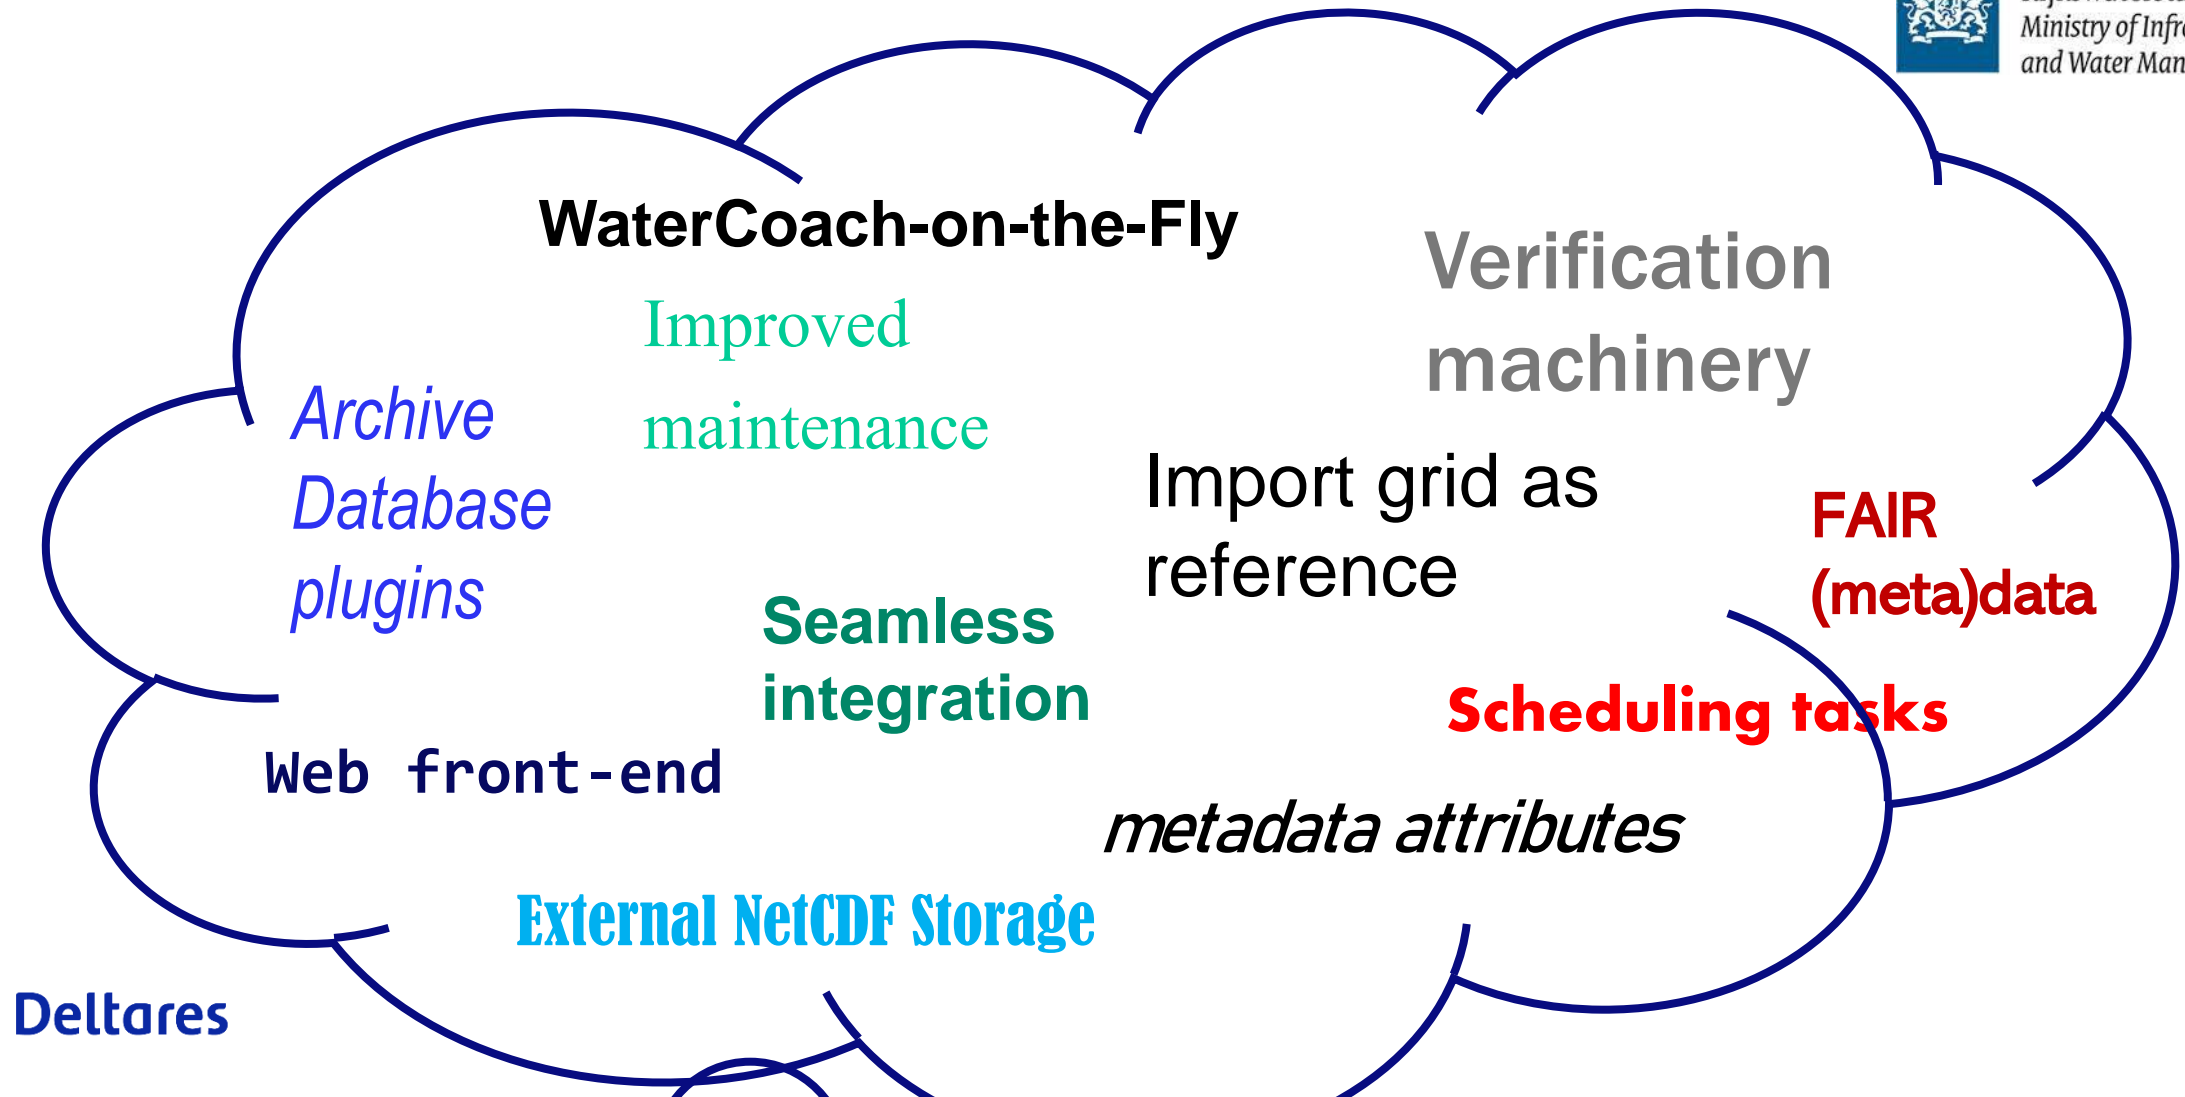 Ministry of Infr
and Water Man
WaterCoach-on-the-Fly
Verification
machinery
Improved
maintenance
Archive
Database
plugins
Import grid as
reference
FAIR
(meta)data
Seamless
integration
Scheduling tasks
Web front-end
metadata attributes
External NetCDF Storage
Deltares